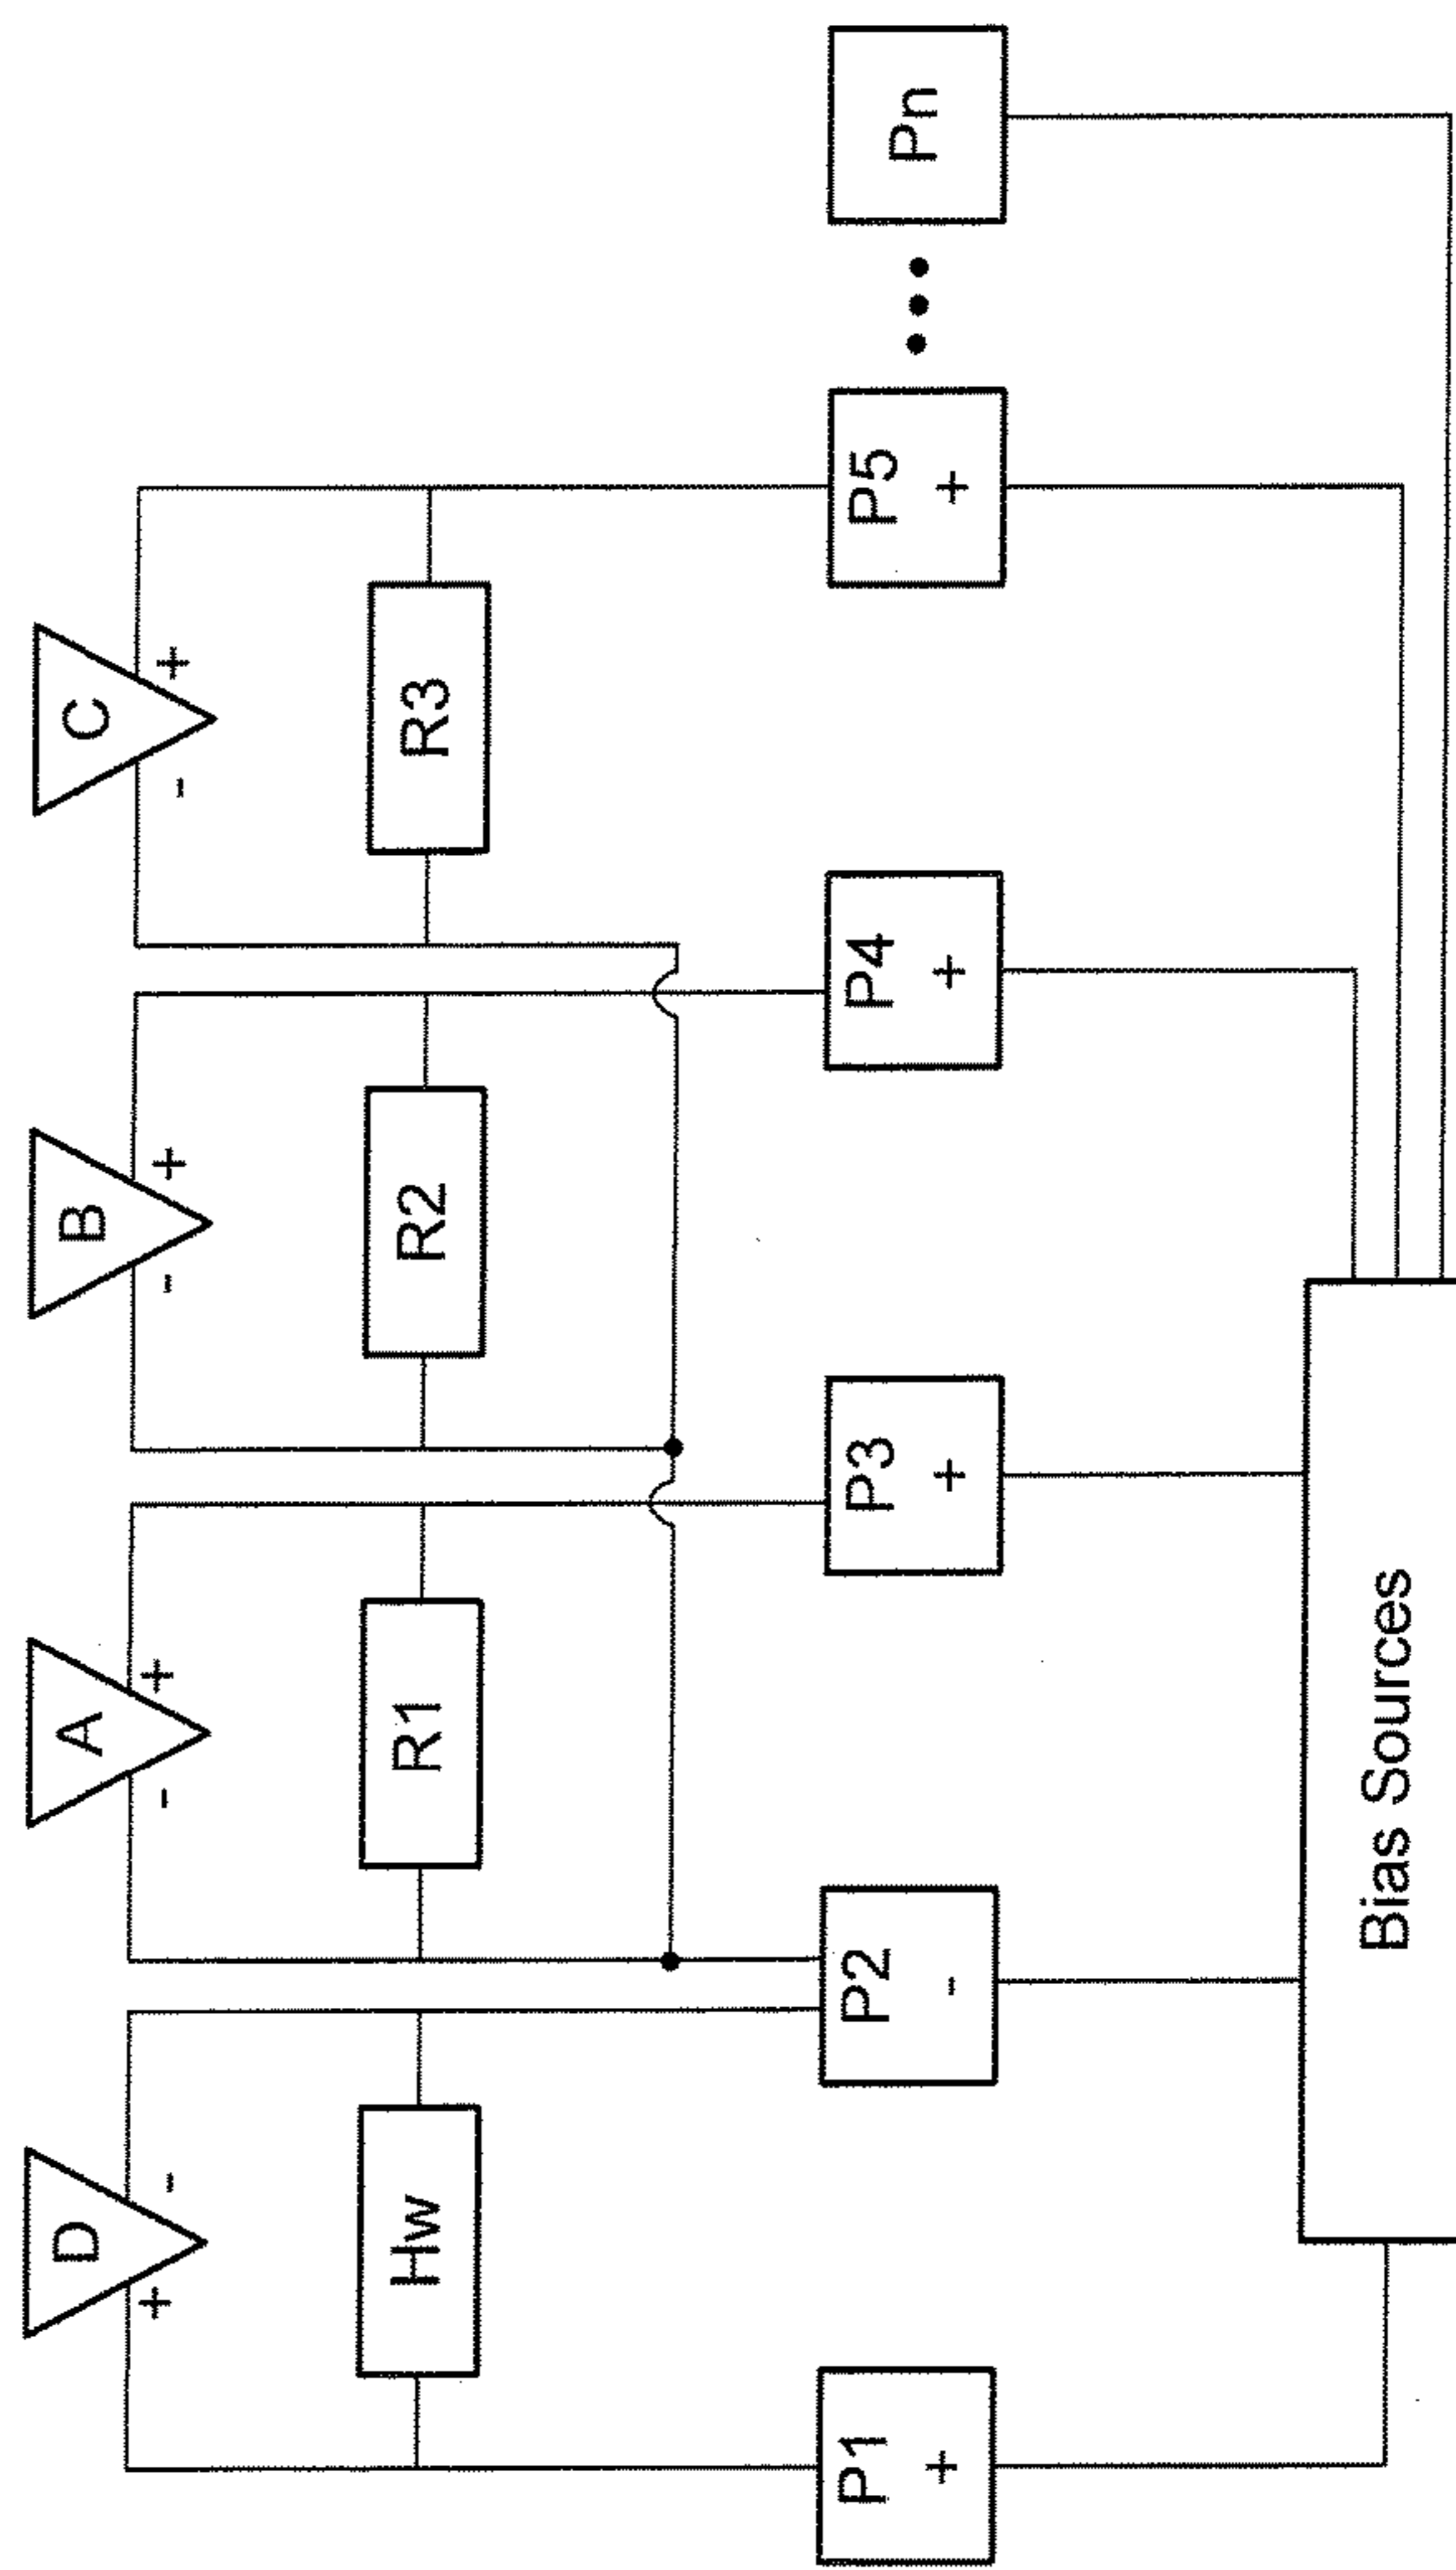 D
A
B
C
+ -
- +
- +
- +
Hw
R1
R2
R3
P1
+
P2
-
P3
+
P4
+
P5
+
Pn
Bias Sources